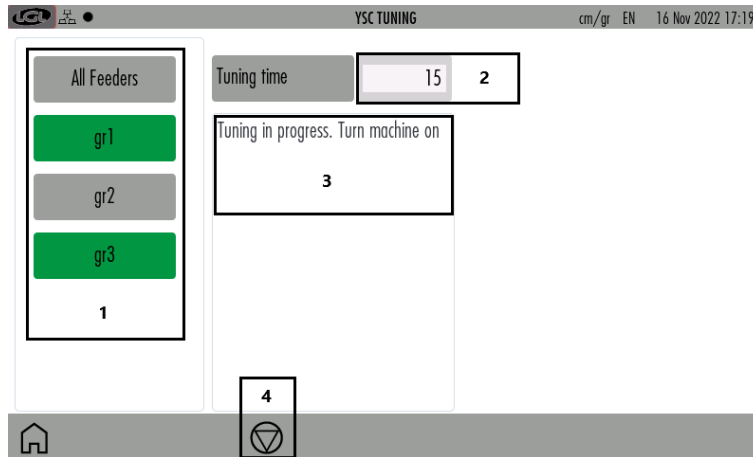 LGL YSC TUNING cm/gr EN 16 Nov 2022 17:19
All Feeders
gr1
gr2
gr3
1
Tuning time 15 2
Tuning in progress. Turn machine on
3
4